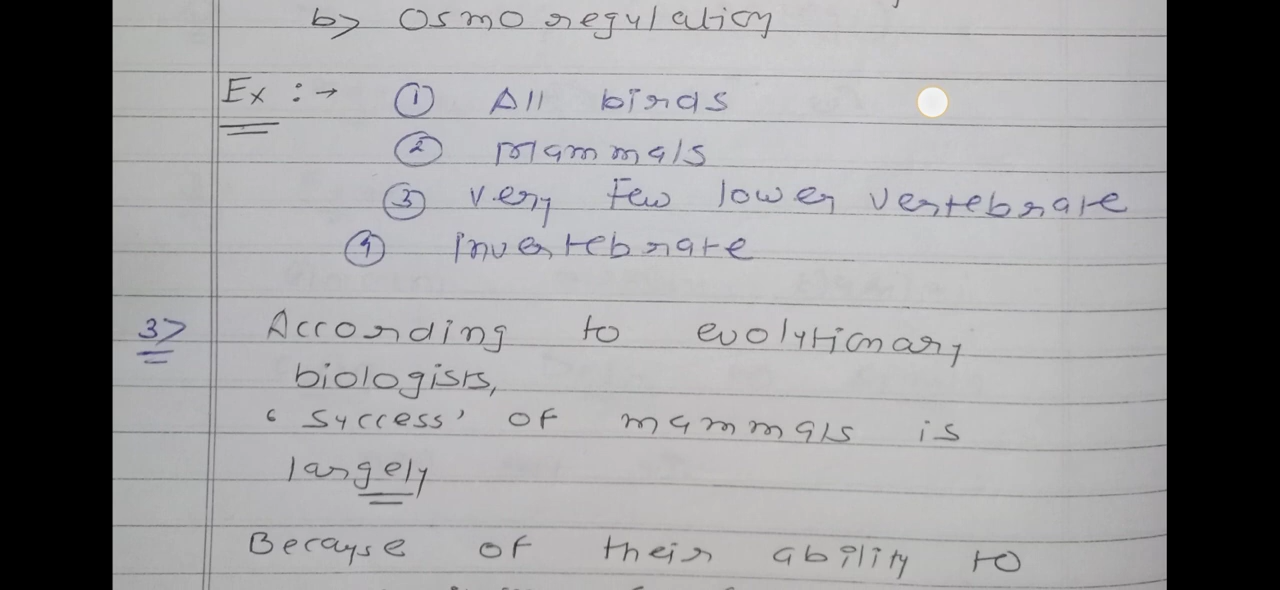 b> Osmoregulation
Ex :→ ① All birds
② Mammals
③ Very Few lower vertebrate
④ Invertebrate
3> According to evolutionary
biologists,
'Success' of mammals is
largely
Because of their ability to